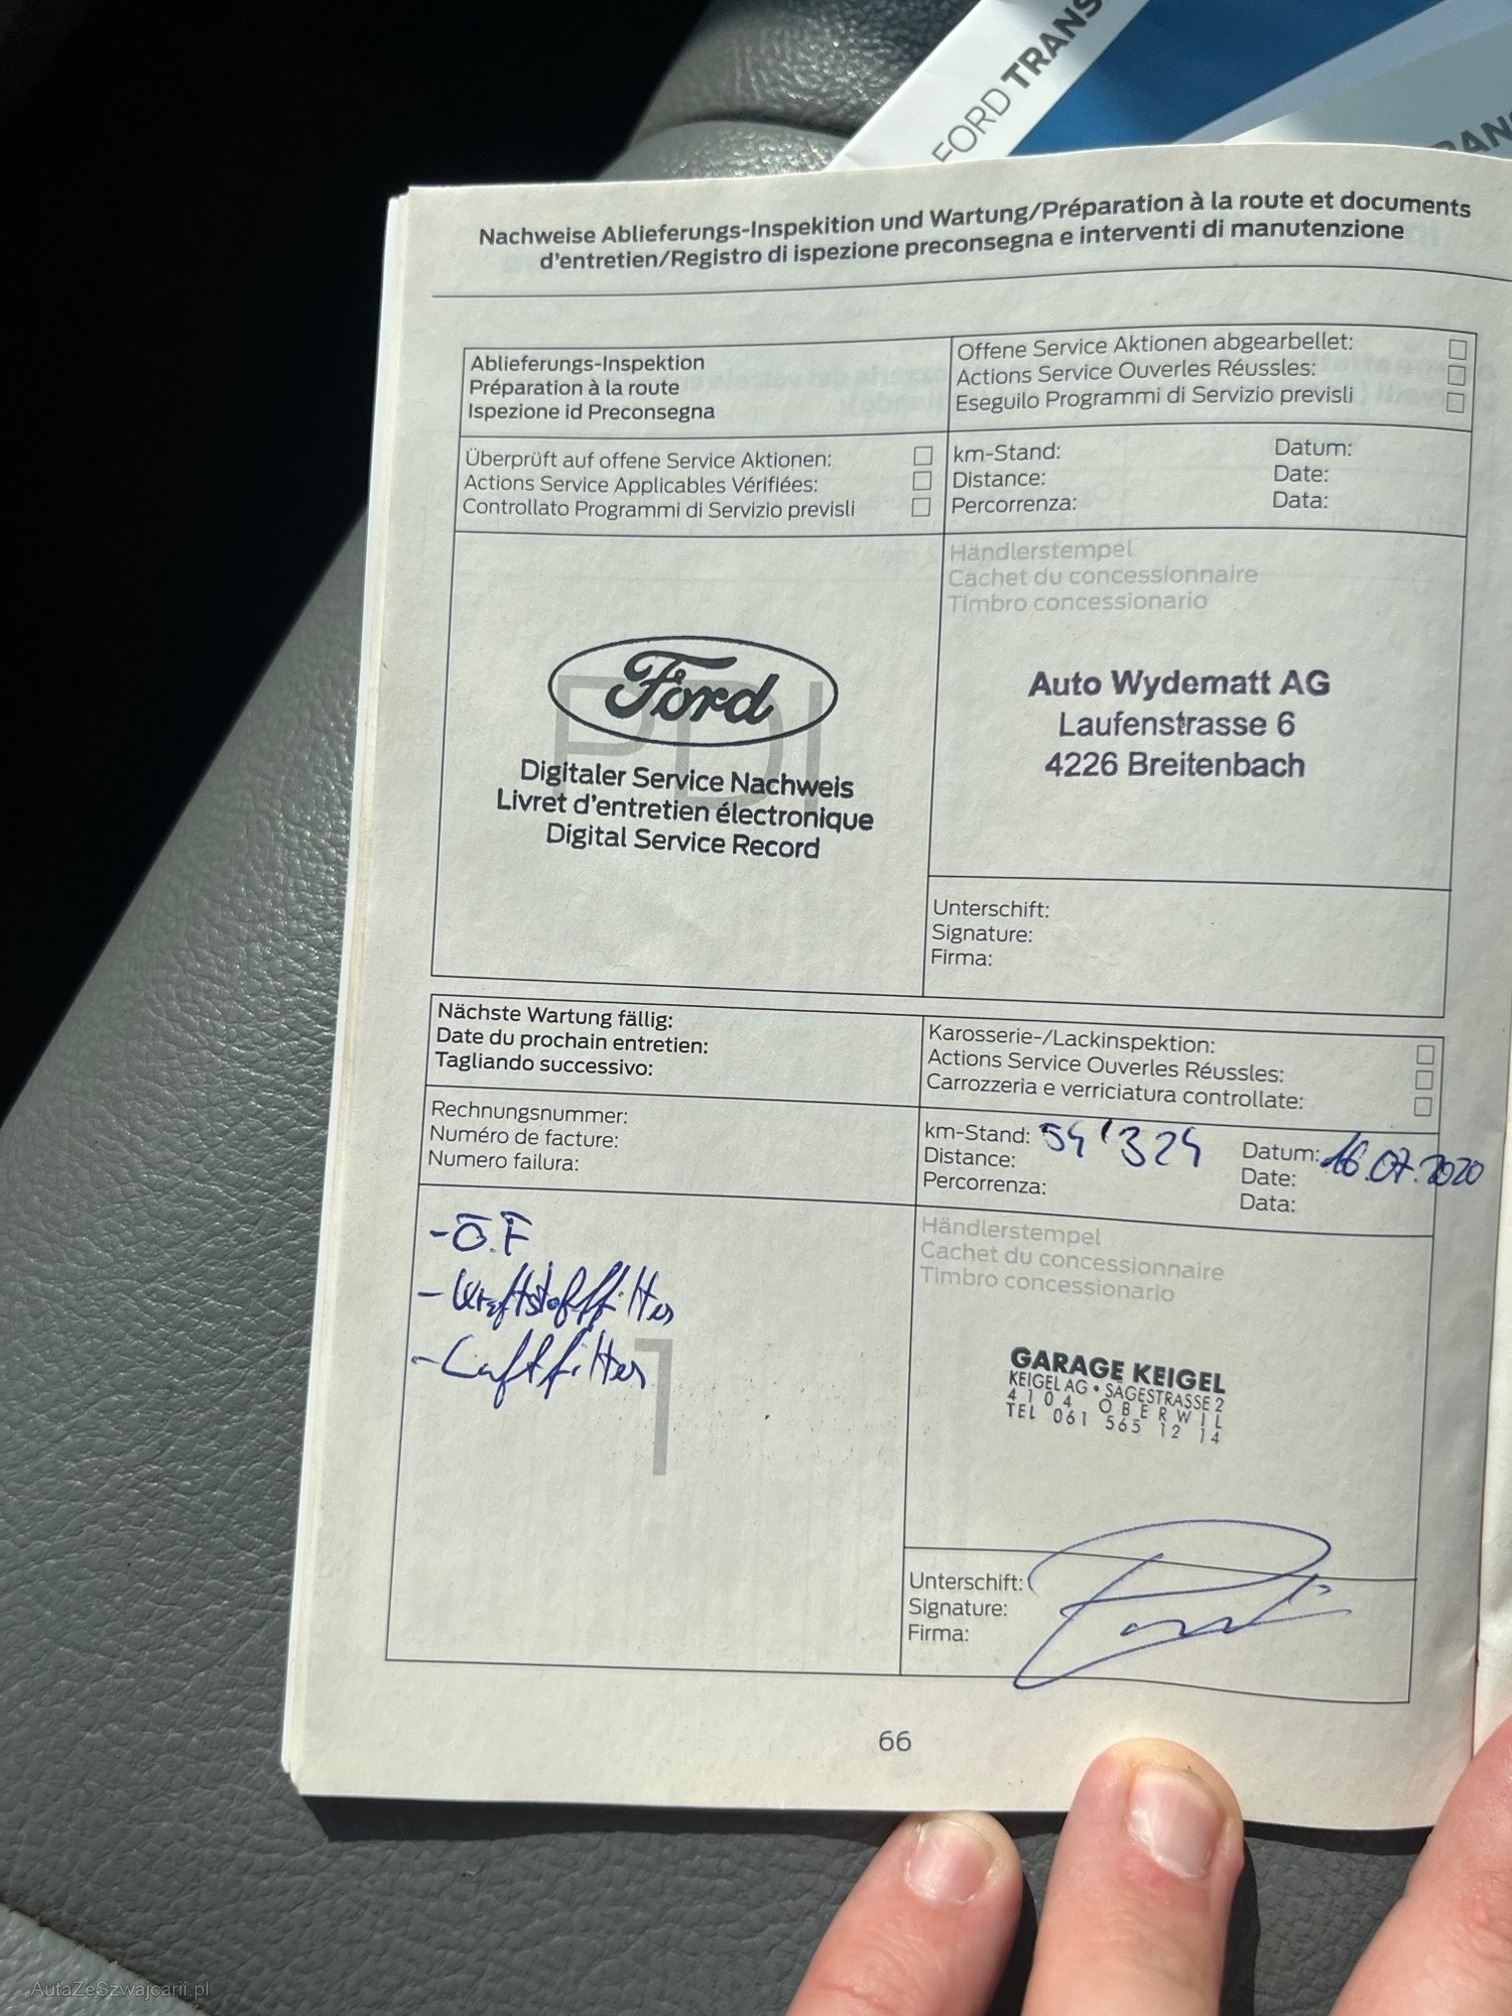 FORD TRANS
RANS
Nachweise Ablieferungs-Inspekition und Wartung/Préparation à la route et documents
d'entretien/Registro di ispezione preconsegna e interventi di manutenzione
Ablieferungs-Inspektion
Préparation à la route
Ispezione id Preconsegna
Offene Service Aktionen abgearbellet:
Actions Service Ouverles Réussles:
Eseguilo Programmi di Servizio previsli
Überprüft auf offene Service Aktionen:
Actions Service Applicables Vérifiées:
Controllato Programmi di Servizio previsli
km-Stand:
Distance:
Percorrenza:
Datum:
Date:
Data:
PDI
Ford
Digitaler Service Nachweis
Livret d'entretien électronique
Digital Service Record
Händlerstempel
Cachet du concessionnaire
Timbro concessionario
Auto Wydematt AG
Laufenstrasse 6
4226 Breitenbach
Unterschift:
Signature:
Firma:
Nächste Wartung fällig:
Date du prochain entretien:
Tagliando successivo:
Karosserie-/Lackinspektion:
Actions Service Ouverles Réussles:
Carrozzeria e verriciatura controllate:
Rechnungsnummer:
Numéro de facture:
Numero failura:
km-Stand: 54'324
Distance:
Percorrenza:
Datum: 16.07.2020
Date:
Data:
- Ö.F
- Kraftstofffilter
- Luftfilter
1
Händlerstempel
Cachet du concessionnaire
Timbro concessionario
GARAGE KEIGEL
KEIGEL AG • SÄGESTRASSE 2
4104 OBERWIL
TEL 061 565 12 14
Unterschift:
Signature:
Firma:
66
AutaZeSzwajcarii.pl